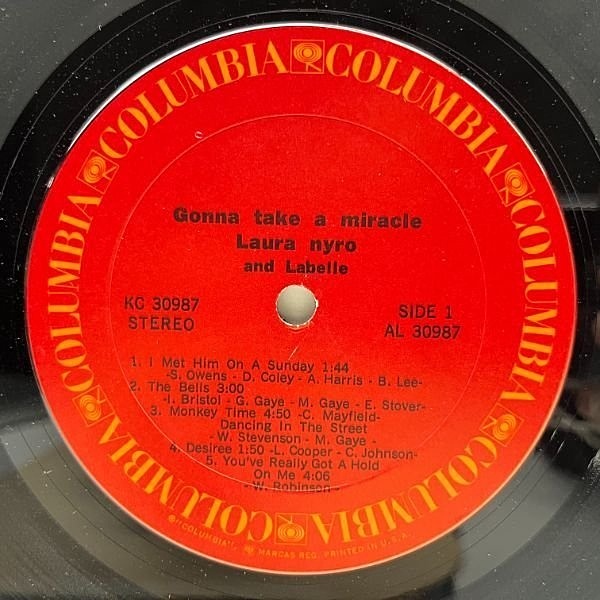 COLUMBIA COLUMBIA COLUMBIA COLUMBIA COLUMBIA COLUMBIA
Gonna take a miracle
Laura nyro
and Labelle
KC 30987
STEREO
SIDE 1
AL 30987
1. I Met Him On A Sunday 1:44
-S. Owens - D. Coley - A. Harris - B. Lee-
2. The Bells 3:00
-I. Bristol - G. Gaye - M. Gaye - E. Stover-
3. Monkey Time 4:50 -C. Mayfield-
Dancing In The Street
-W. Stevenson - M. Gaye -
4. Desiree 1:50 -L. Cooper - C. Johnson-
5. You've Really Got A Hold
On Me 4:06
-W. Robinson-
®"COLUMBIA", MARCAS REG. PRINTED IN U.S.A.